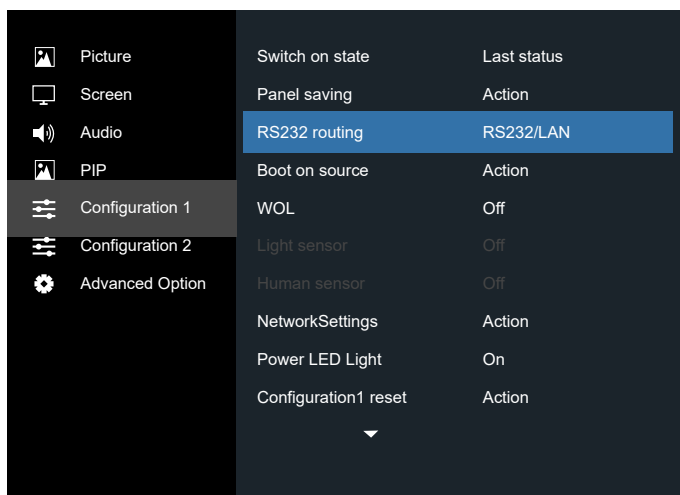 Picture
Screen
Audio
PIP
Configuration 1
Configuration 2
Advanced Option
Switch on state Last status
Panel saving Action
RS232 routing RS232/LAN
Boot on source Action
WOL Off
Light sensor Off
Human sensor Off
NetworkSettings Action
Power LED Light On
Configuration1 reset Action